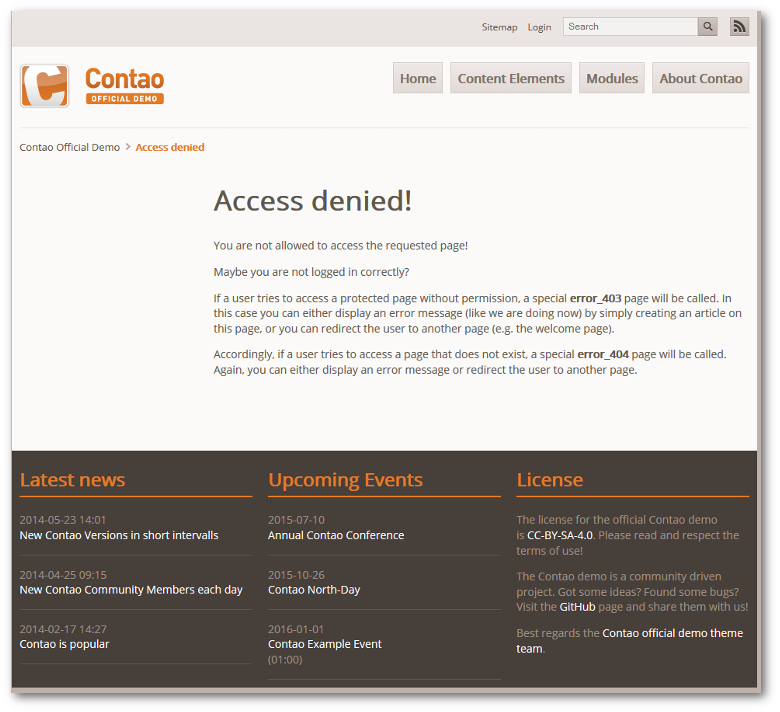 Sitemap Login Search
Contao
OFFICIAL DEMO
Home Content Elements Modules About Contao
Contao Official Demo > Access denied
Access denied!
You are not allowed to access the requested page!
Maybe you are not logged in correctly?
If a user tries to access a protected page without permission, a special error_403 page will be called. In
this case you can either display an error message (like we are doing now) by simply creating an article on
this page, or you can redirect the user to another page (e.g. the welcome page).
Accordingly, if a user tries to access a page that does not exist, a special error_404 page will be called.
Again, you can either display an error message or redirect the user to another page.
Latest news
2014-05-23 14:01
New Contao Versions in short intervalls
2014-04-25 09:15
New Contao Community Members each day
2014-02-17 14:27
Contao is popular
Upcoming Events
2015-07-10
Annual Contao Conference
2015-10-26
Contao North-Day
2016-01-01
Contao Example Event
(01:00)
License
The license for the official Contao demo
is CC-BY-SA-4.0. Please read and respect the
terms of use!
The Contao demo is a community driven
project. Got some ideas? Found some bugs?
Visit the GitHub page and share them with us!
Best regards the Contao official demo theme
team.